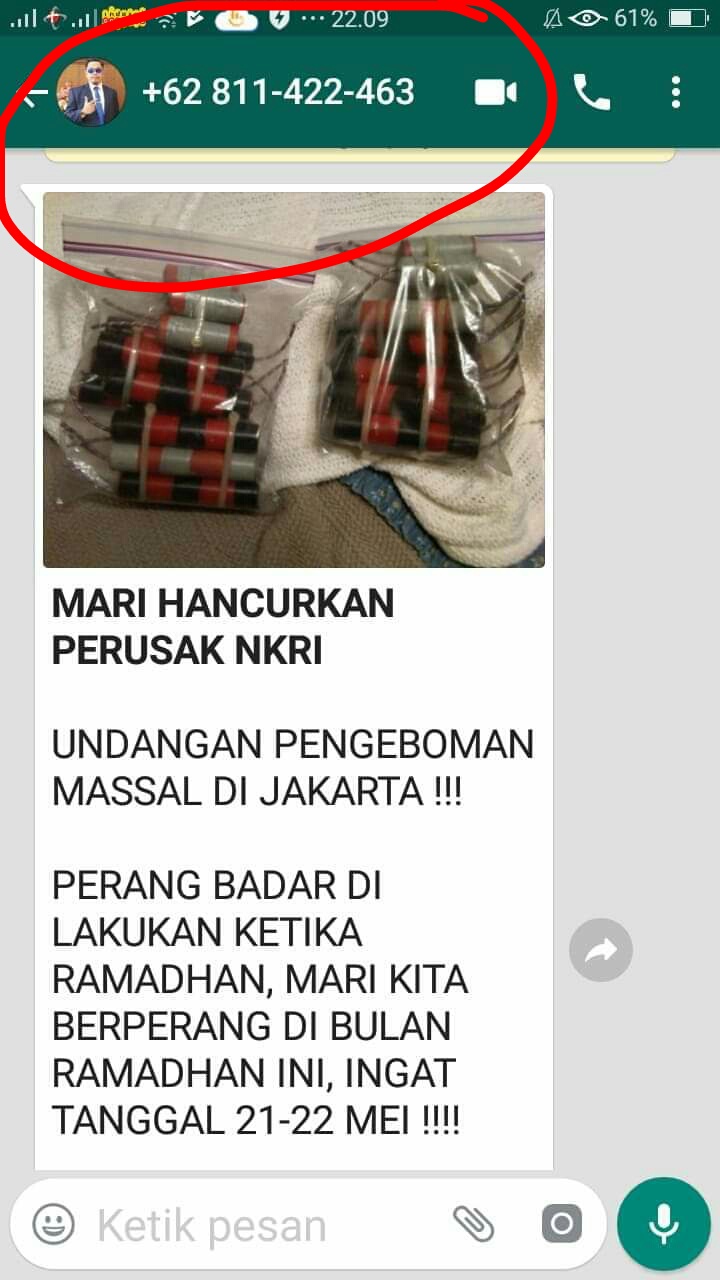 22.09
61%
+62 811-422-463
MARI HANCURKAN
PERUSAK NKRI
UNDANGAN PENGEBOMAN
MASSAL DI JAKARTA !!!
PERANG BADAR DI
LAKUKAN KETIKA
RAMADHAN, MARI KITA
BERPERANG DI BULAN
RAMADHAN INI, INGAT
TANGGAL 21-22 MEI !!!!
Ketik pesan